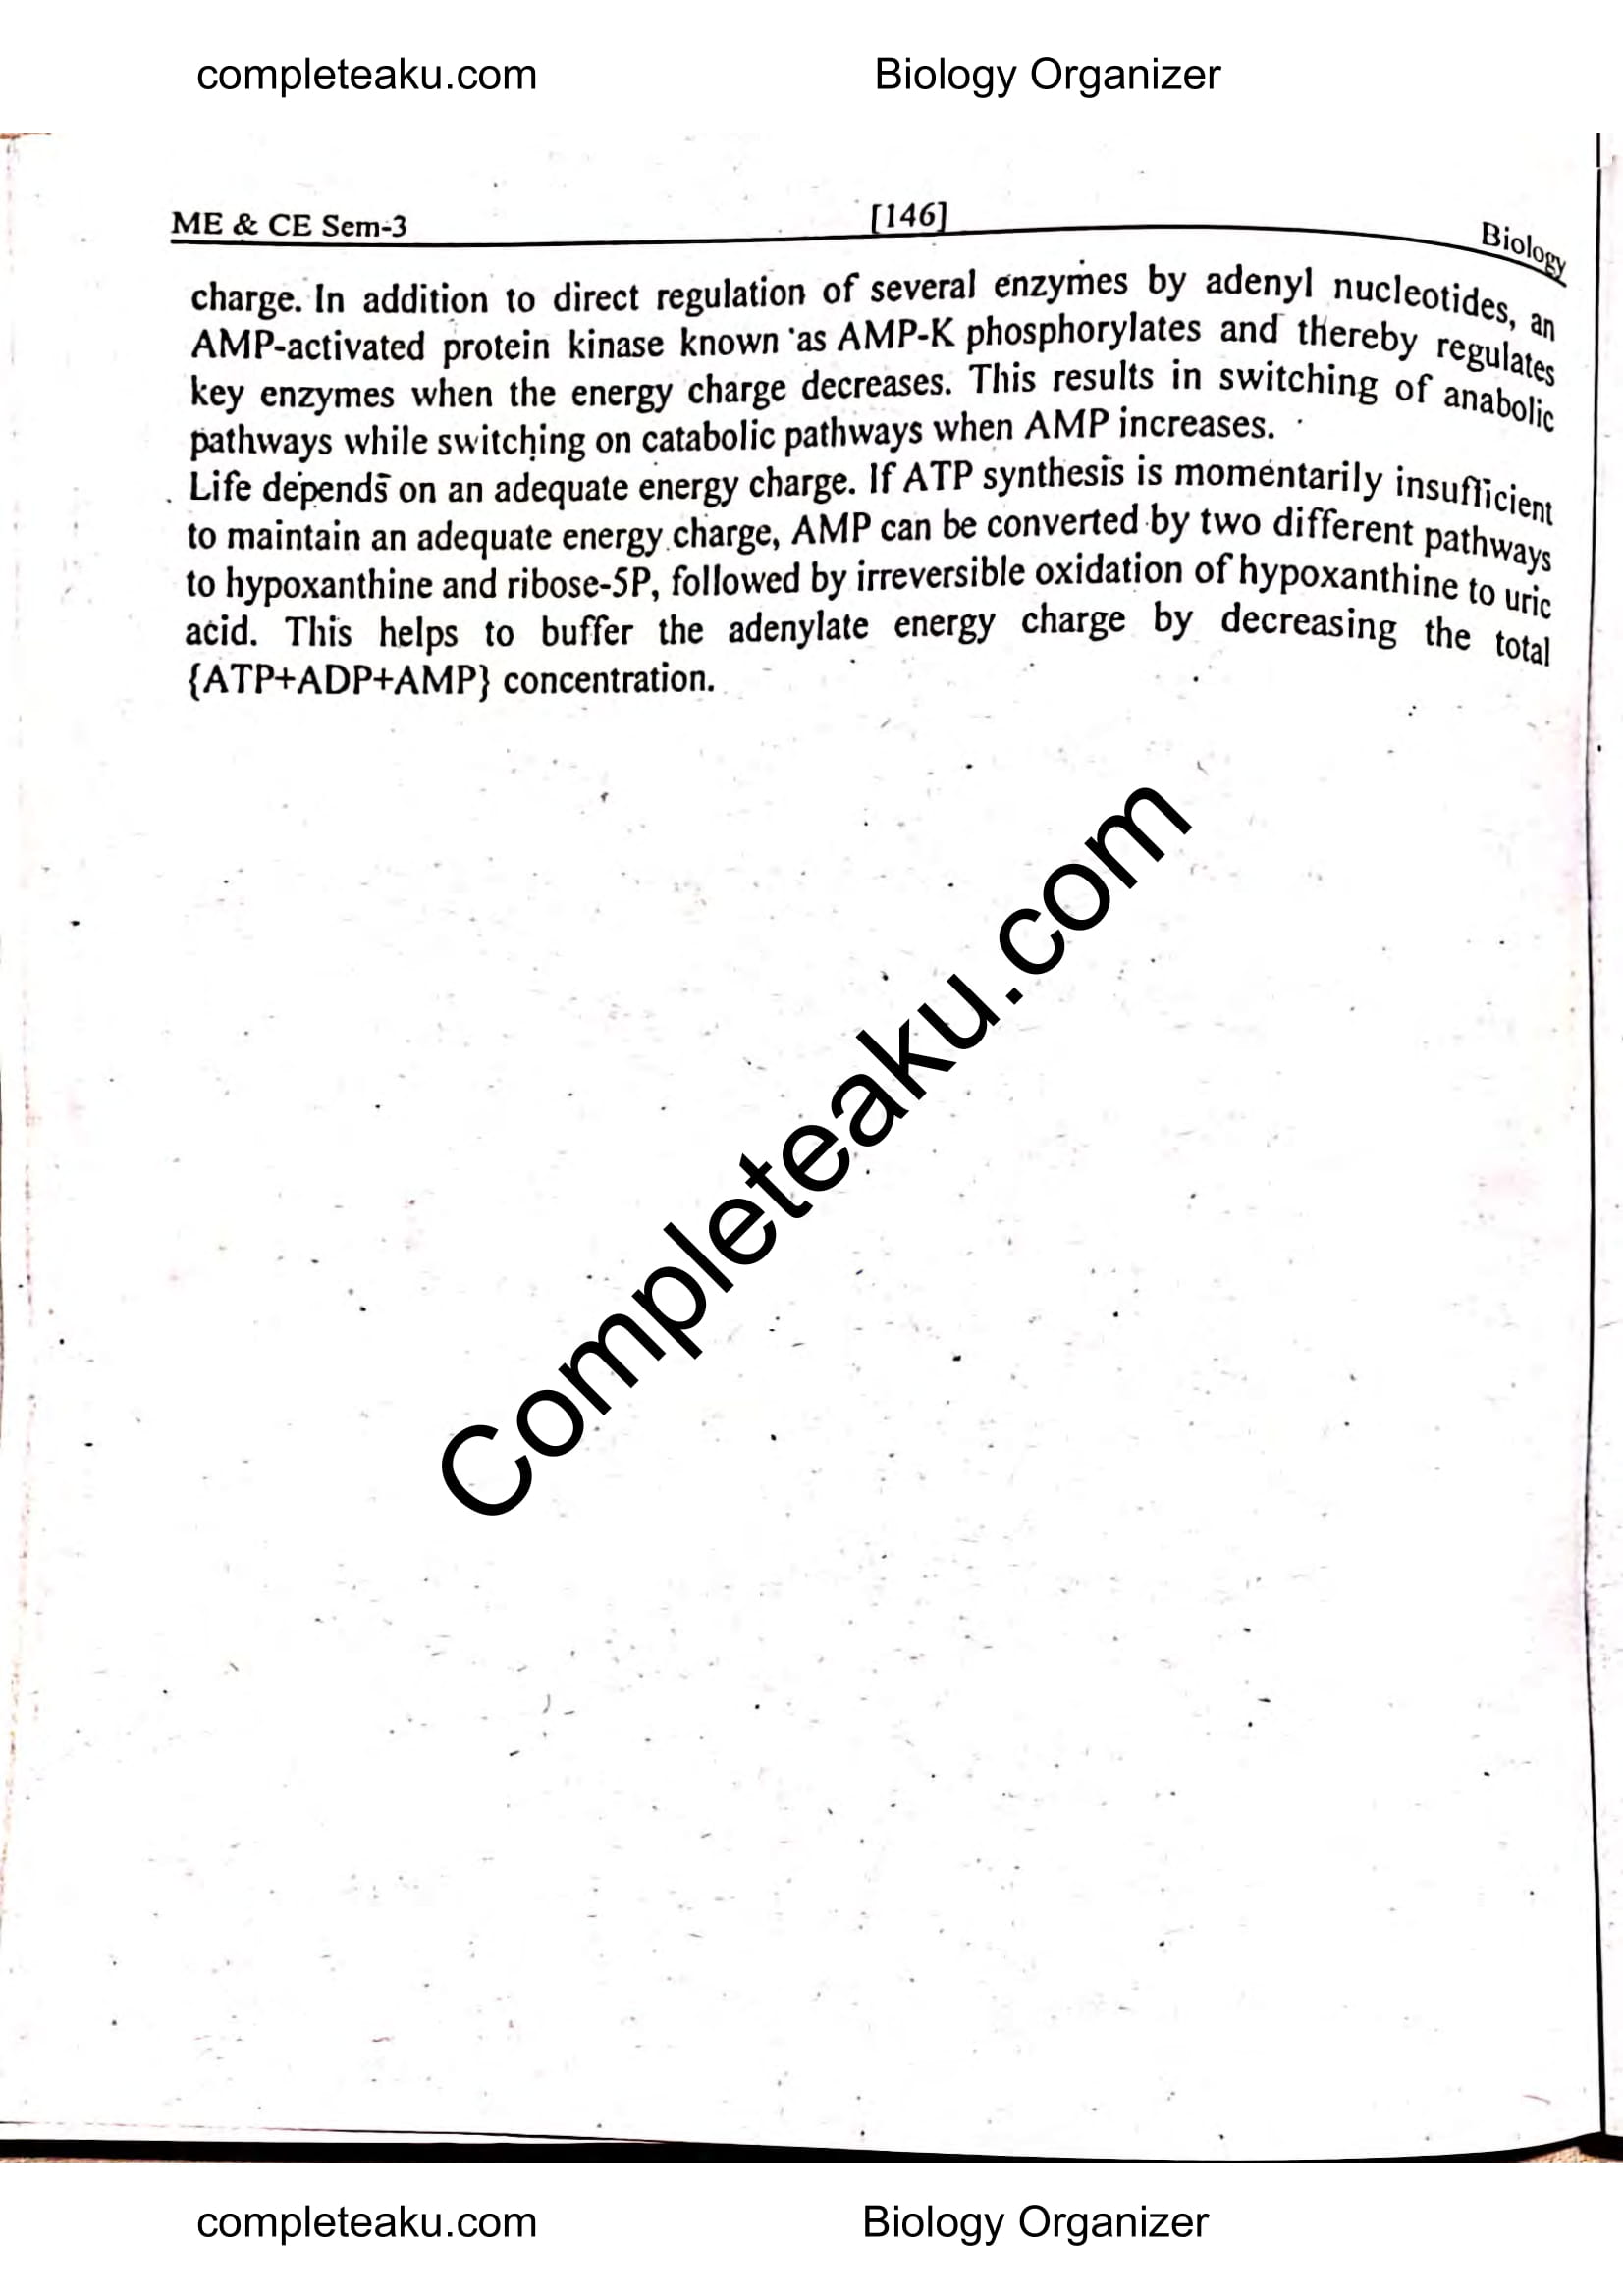 completeaku.com Biology Organizer
ME & CE Sem-3 [146] Biology
charge. In addition to direct regulation of several enzymes by adenyl nucleotides, an
AMP-activated protein kinase known as AMP-K phosphorylates and thereby regulates
key enzymes when the energy charge decreases. This results in switching of anabolic
pathways while switching on catabolic pathways when AMP increases.
Life depends on an adequate energy charge. If ATP synthesis is momentarily insufficient
to maintain an adequate energy charge, AMP can be converted by two different pathways
to hypoxanthine and ribose-5P, followed by irreversible oxidation of hypoxanthine to uric
acid. This helps to buffer the adenylate energy charge by decreasing the total
{ATP+ADP+AMP} concentration.
Completeaku.com
completeaku.com Biology Organizer